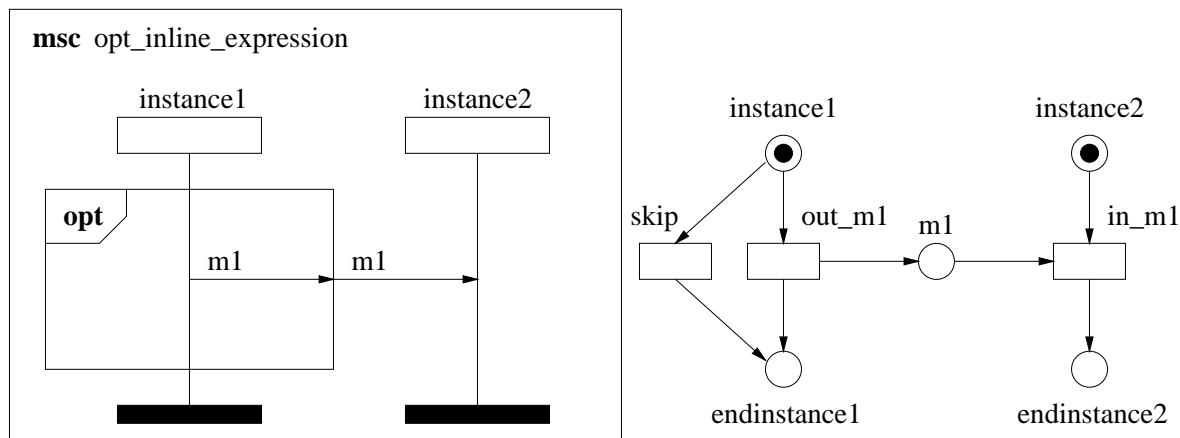 msc opt_inline_expression
instance1 instance2
opt
m1 m1
instance1 instance2
skip out_m1 m1 in_m1
endinstance1 endinstance2